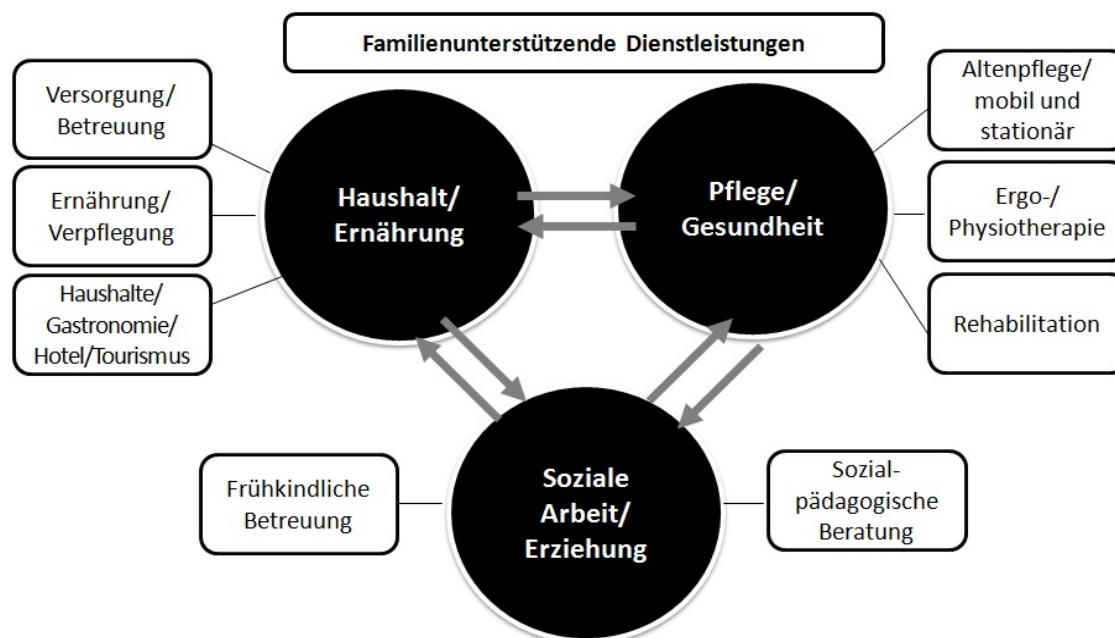 Familienunterstützende Dienstleistungen
Versorgung/
Betreuung
Ernährung/
Verpflegung
Haushalte/
Gastronomie/
Hotel/Tourismus
Haushalt/
Ernährung
Pflege/
Gesundheit
Altenpflege/
mobil und
stationär
Ergo-/
Physiotherapie
Rehabilitation
Frühkindliche
Betreuung
Soziale
Arbeit/
Erziehung
Sozial-
pädagogische
Beratung